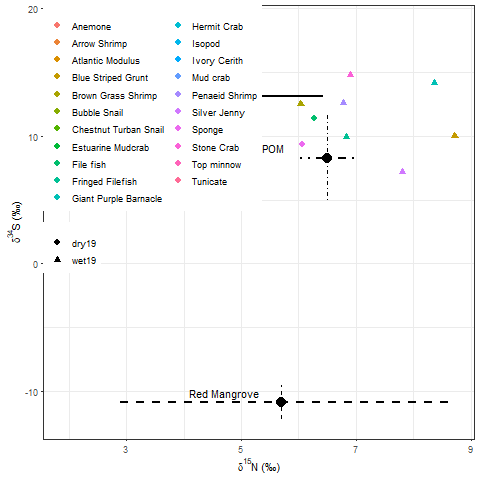 20
10
0
-10
δ34S (‰)
Anemone
Arrow Shrimp
Atlantic Modulus
Blue Striped Grunt
Brown Grass Shrimp
Bubble Snail
Chestnut Turban Snail
Estuarine Mudcrab
File fish
Fringed Filefish
Giant Purple Barnacle
Hermit Crab
Isopod
Ivory Cerith
Mud crab
Penaeid Shrimp
Silver Jenny
Sponge
Stone Crab
Top minnow
Tunicate
POM
dry19
wet19
Red Mangrove
3 5 7 9
δ15N (‰)